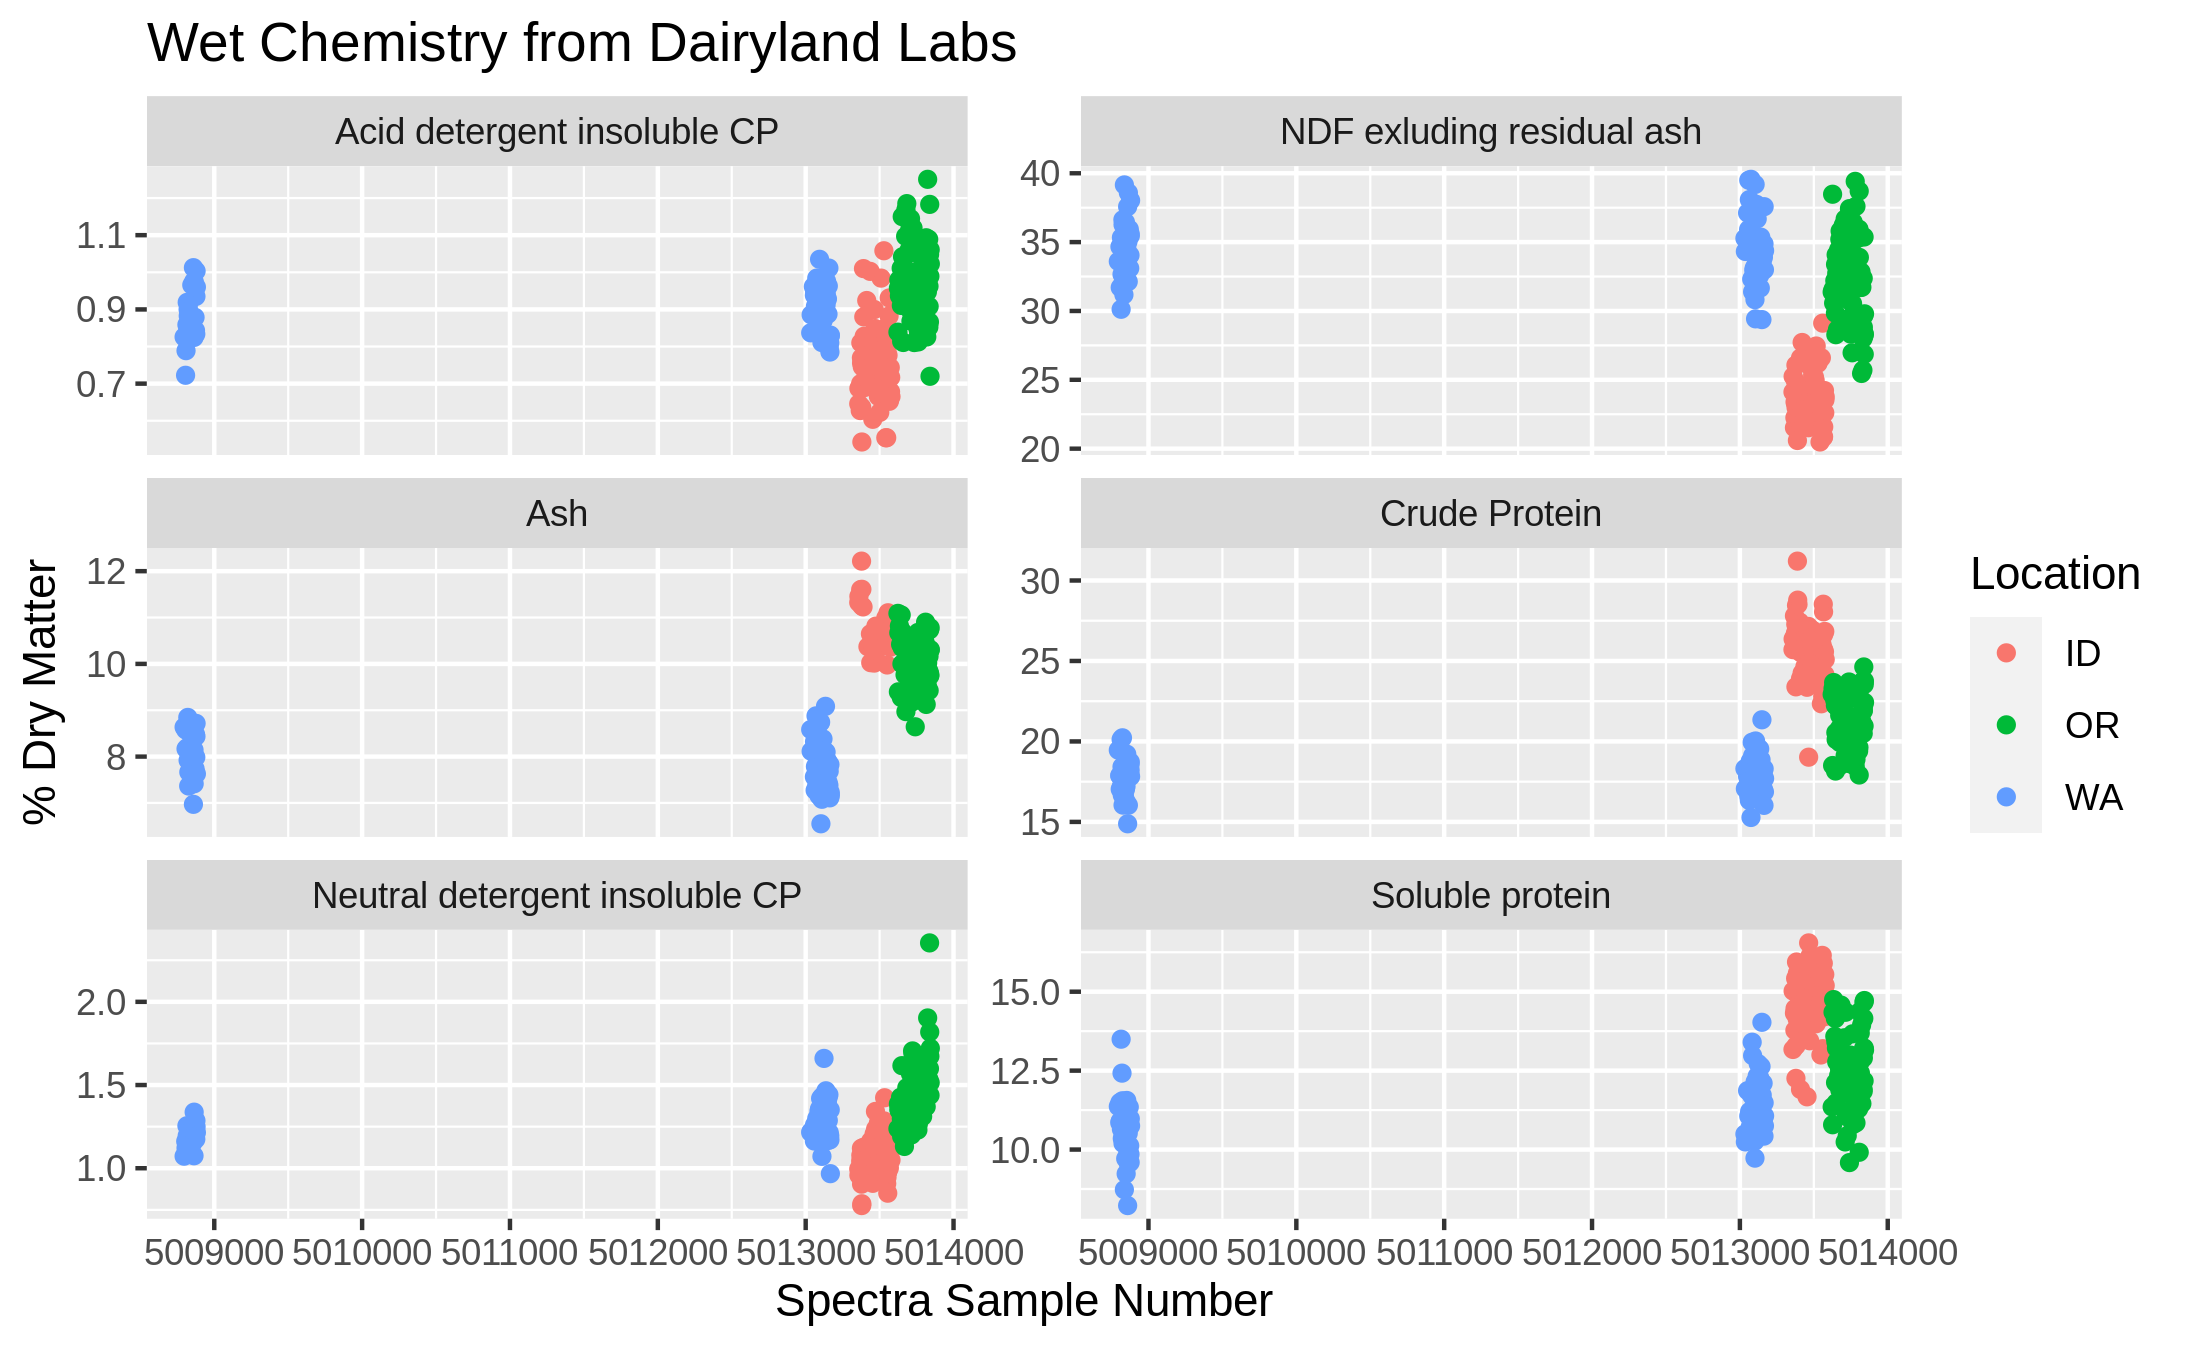 Wet Chemistry from Dairyland Labs
Acid detergent insoluble CP
1.1
0.9
0.7
NDF exluding residual ash
40
35
30
25
20
Ash
12
10
8
Crude Protein
30
25
20
15
Neutral detergent insoluble CP
2.0
1.5
1.0
Soluble protein
15.0
12.5
10.0
5009000 5010000 5011000 5012000 5013000 5014000
5009000 5010000 5011000 5012000 5013000 5014000
% Dry Matter
Spectra Sample Number
Location
ID
OR
WA